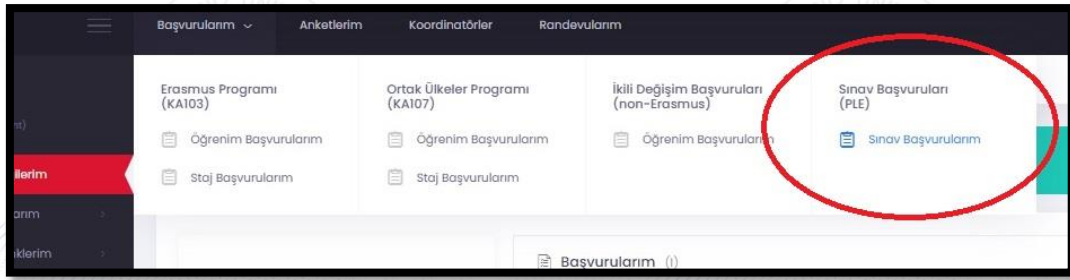 Başvurularım
Anketlerim
Koordinatörler
Randevularım
Erasmus Programı
(KA103)
Öğrenim Başvurularım
Staj Başvurularım
Ortak Ülkeler Programı
(KA107)
Öğrenim Başvurularım
Staj Başvurularım
İkili Değişim Başvuruları
(non-Erasmus)
Öğrenim Başvurularım
Sınav Başvuruları
(PLE)
Sınav Başvurularım
Başvurularım (1)